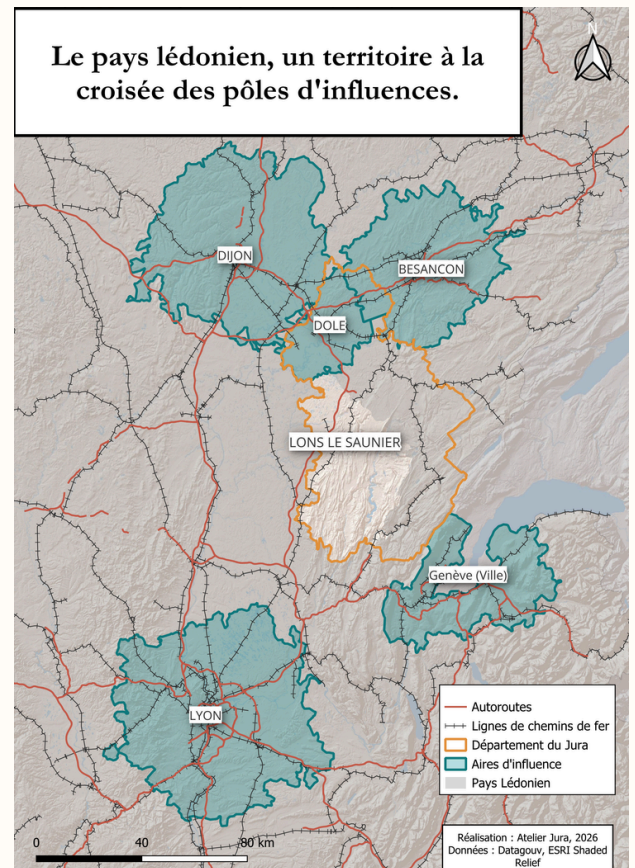 Le pays lédonien, un territoire à la
croisée des pôles d'influences.
N
DIJON
BESANCON
DOLE
LONS LE SAUNIER
Genève (Ville)
LYON
Autoroutes
Lignes de chemins de fer
Département du Jura
Aires d'influence
Pays Lédonien
0 40 80 km
Réalisation : Atelier Jura, 2026
Données : Datagouv, ESRI Shaded
Relief